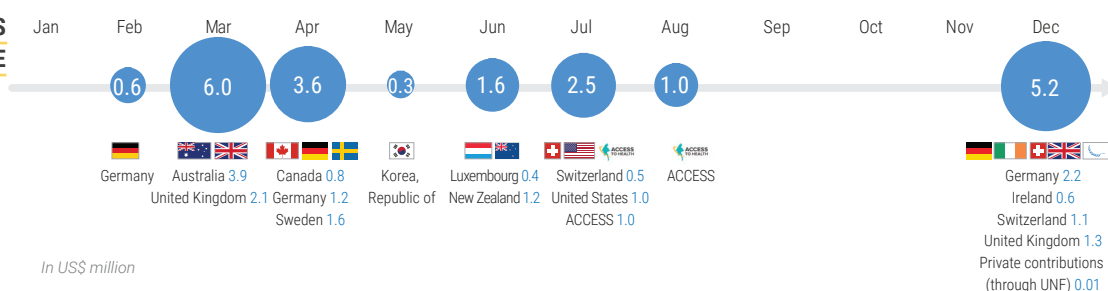 S
E
Jan Feb Mar Apr May Jun Jul Aug Sep Oct Nov Dec
0.6 6.0 3.6 0.3 1.6 2.5 1.0 5.2
ACCESS TO HEALTH ACCESS TO HEALTH
Germany
Australia 3.9
United Kingdom 2.1
Canada 0.8
Germany 1.2
Sweden 1.6
Korea,
Republic of
Luxembourg 0.4
New Zealand 1.2
Switzerland 0.5
United States 1.0
ACCESS 1.0
ACCESS
Germany 2.2
Ireland 0.6
Switzerland 1.1
United Kingdom 1.3
Private contributions
(through UNF) 0.01
In US$ million